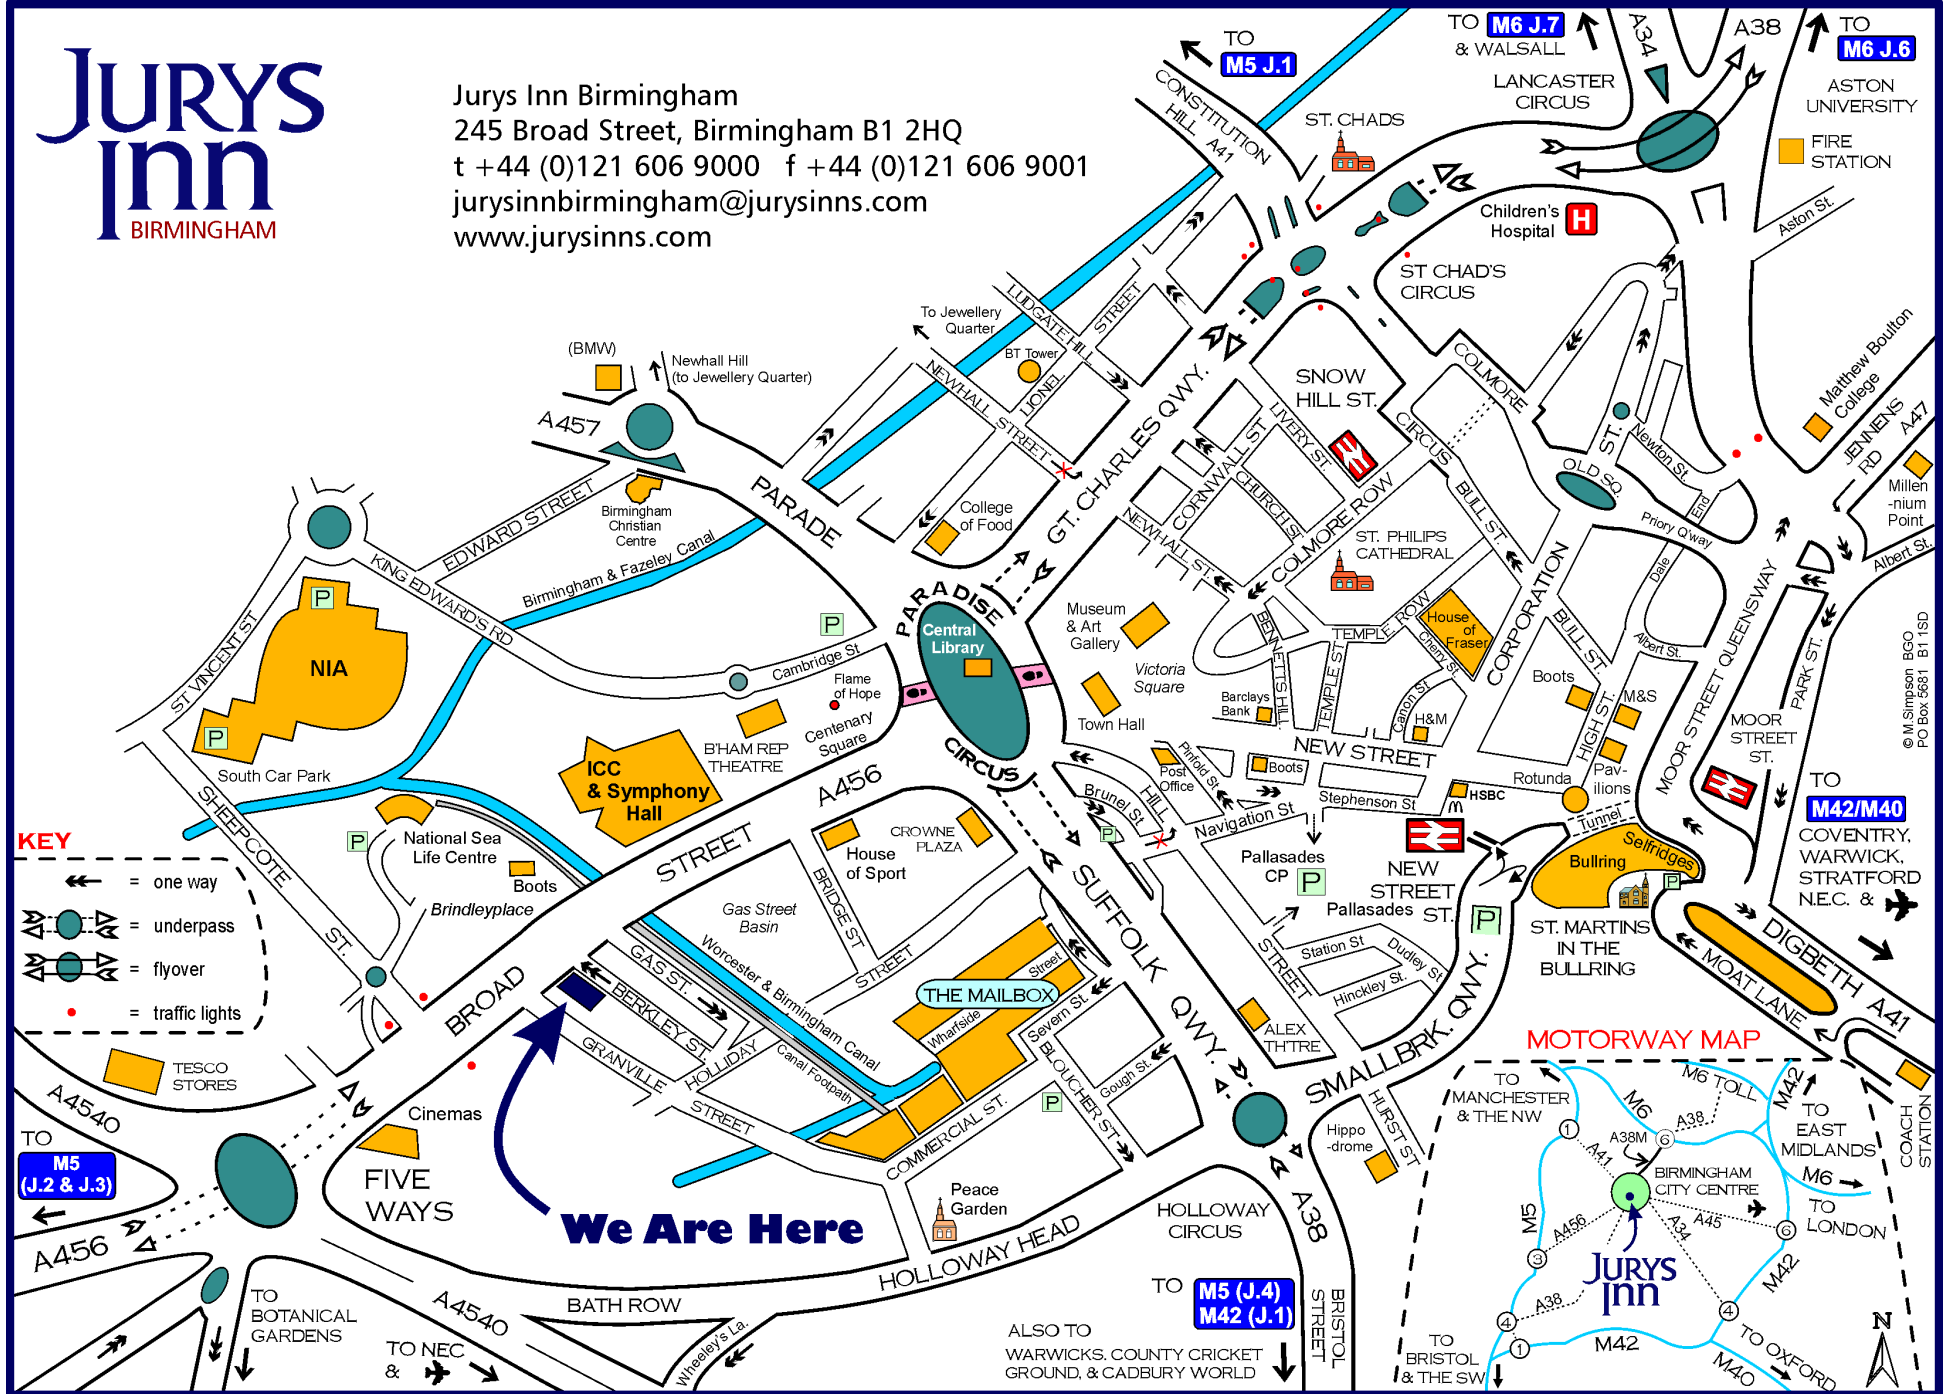 JURYS
Inn
BIRMINGHAM
Jurys Inn Birmingham
245 Broad Street, Birmingham B1 2HQ
t +44 (0)121 606 9000 f +44 (0)121 606 9001
jurysinnbirmingham@jurysinns.com
www.jurysinns.com
TO
M5 J.1
CONSTITUTION
HILL A41
ST. CHADS
TO M6 J.7
& WALSALL
A34
A38
TO
M6 J.6
LANCASTER
CIRCUS
ASTON
UNIVERSITY
FIRE
STATION
Aston St.
Children's
Hospital
H
ST CHAD'S
CIRCUS
To Jewellery
Quarter
LUDGATE HILL
STREET
BT Tower
LIONEL
NEWHALL STREET
(BMW)
Newhall Hill
(to Jewellery Quarter)
A457
PARADE
EDWARD STREET
Birmingham
Christian
Centre
Birmingham & Fazeley Canal
KING EDWARD'S RD
College
of Food
GT. CHARLES QWY.
SNOW
HILL ST.
LIVERY ST.
CORNWALL ST
CHURCH ST
NEWHALL ST.
COLMORE ROW
COLMORE
CIRCUS
BULL ST.
OLD SQ.
ST.
Newton St.
End
Priory Q'way
Dale
Albert St.
Matthew Boulton
College
JENNENS
RD
A47
Millen
-nium
Point
Albert St.
ST. PHILIPS
CATHEDRAL
TEMPLE ROW
House
of
Fraser
Cherry St.
CORPORATION
BULL ST.
MOOR STREET QUEENSWAY
PARK ST.
© M.Simpson BGO
PO Box 5681 B1 1SD
ST VINCENT ST
P
NIA
P
South Car Park
PARADISE
CIRCUS
Central
Library
P
Cambridge St
Flame
of Hope
Centenary
Square
B'HAM REP
THEATRE
ICC
& Symphony
Hall
A456
Museum
& Art
Gallery
Victoria
Square
Town Hall
BENNETTS HILL
TEMPLE ST
Barclays
Bank
Canon St.
H&M
NEW STREET
Boots
M&S
HIGH ST.
Pav-
ilions
Rotunda
MOOR
STREET
ST.
TO
M42/M40
COVENTRY,
WARWICK,
STRATFORD
N.E.C. &
Post
Office
Pinfold St
HILL
Brunel St
P
Boots
Stephenson St
HSBC
Navigation St
Tunnel
Selfridges
Bullring
P
NEW
STREET
ST.
Pallasades
CP
P
Pallasades
P
ST. MARTINS
IN THE
BULLRING
DIGBETH A41
MOAT LANE
COACH
STATION
KEY
= one way
= underpass
= flyover
= traffic lights
SHEEPCOTE
ST.
P
National Sea
Life Centre
Boots
Brindleyplace
BROAD
STREET
CROWNE
PLAZA
House
of Sport
BRIDGE ST
Gas Street
Basin
STREET
Worcester & Birmingham Canal
GAS ST.
BERKLEY ST.
HOLLIDAY
Canal Footpath
GRANVILLE
STREET
THE MAILBOX
Wharfside
Street
Severn St.
BLOUCHER ST
Gough St.
P
COMMERCIAL ST.
SUFFOLK
QWY.
STREET
Station St
Dudley St
Hinckley St.
ALEX
TH'TRE
SMALLBRK. QWY.
HURST ST
Hippo
-drome
TESCO
STORES
A4540
TO
M5
(J.2 & J.3)
A456
Cinemas
FIVE
WAYS
We Are Here
Peace
Garden
HOLLOWAY HEAD
HOLLOWAY
CIRCUS
A38
BRISTOL
STREET
BATH ROW
Wheeley's La.
A4540
TO
BOTANICAL
GARDENS
TO NEC
&
TO
M5 (J.4)
M42 (J.1)
ALSO TO
WARWICKS. COUNTY CRICKET
GROUND, & CADBURY WORLD
MOTORWAY MAP
TO
MANCHESTER
& THE NW
M6
M6 TOLL
M42
A38
A38M
TO
EAST
MIDLANDS
1
6
A41
BIRMINGHAM
CITY CENTRE
M6
TO
LONDON
M5
A456
A34
A45
6
3
JURYS
Inn
M42
A38
4
4
1
M42
TO
BRISTOL
& THE SW
TO OXFORD
M40
N